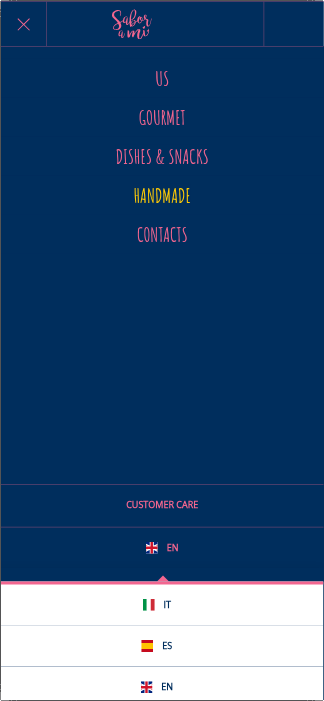 Sabor
a mi
US
GOURMET
DISHES & SNACKS
HANDMADE
CONTACTS
CUSTOMER CARE
EN
IT
ES
EN